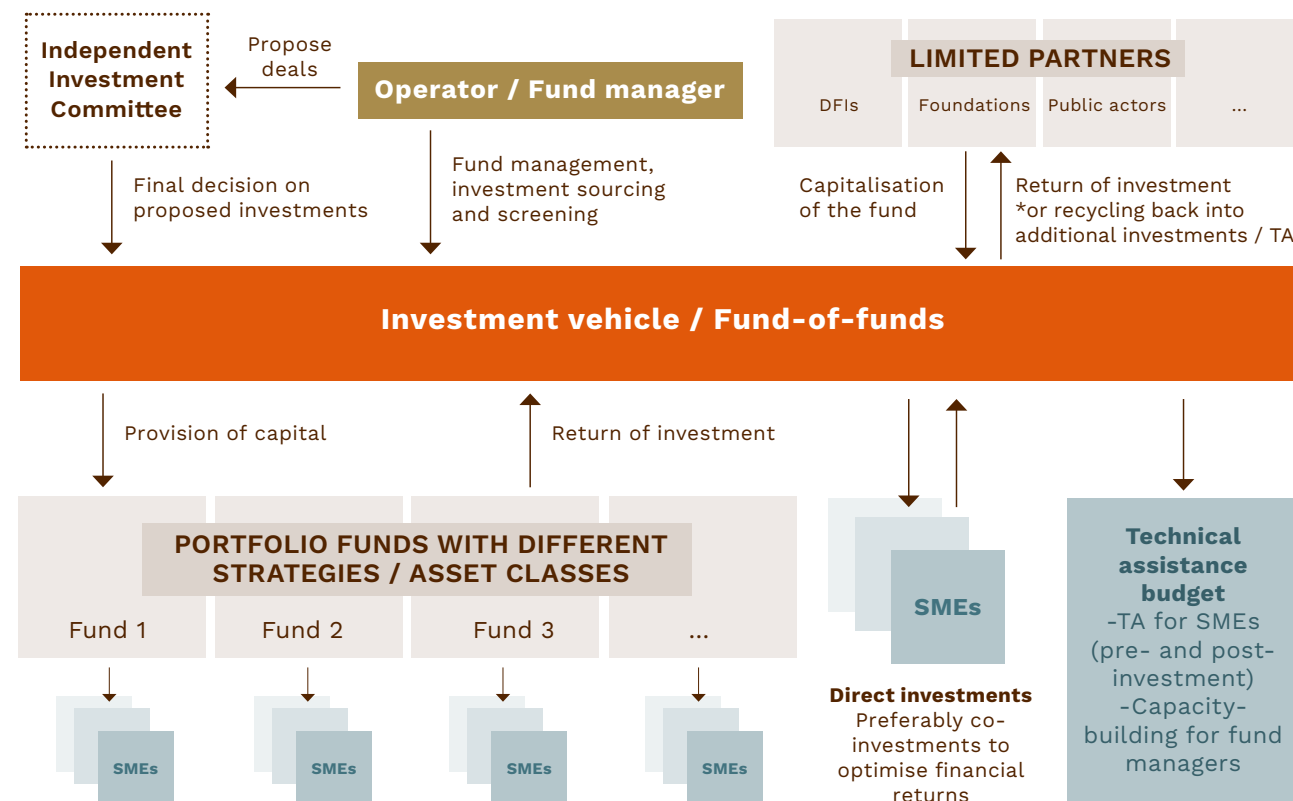 Independent
Investment
Committee
Propose
deals
Operator / Fund manager
LIMITED PARTNERS
DFIs
Foundations
Public actors
...
Final decision on
proposed investments
Fund management,
investment sourcing
and screening
Capitalisation
of the fund
Return of investment
*or recycling back into
additional investments / TA
Investment vehicle / Fund-of-funds
Provision of capital
Return of investment
PORTFOLIO FUNDS WITH DIFFERENT
STRATEGIES / ASSET CLASSES
Fund 1
Fund 2
Fund 3
...
SMEs
SMEs
SMEs
SMEs
SMEs
Direct investments
Preferably co-
investments to
optimise financial
returns
Technical
assistance
budget
-TA for SMEs
(pre- and post-
investment)
-Capacity-
building for fund
managers